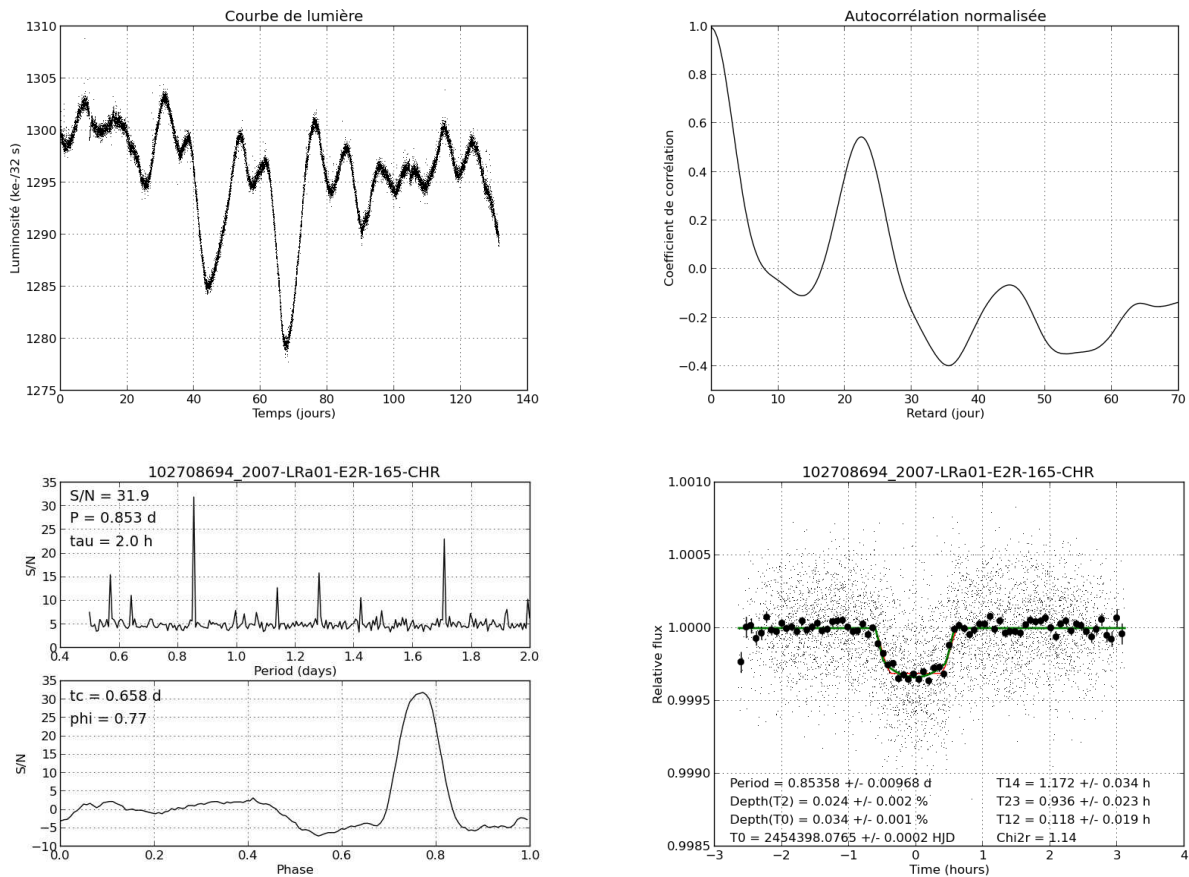 Courbe de lumière
1310
1305
1300
1295
1290
1285
1280
1275
Luminosité (ke-/32 s)
0 20 40 60 80 100 120 140
Temps (jours)
Autocorrélation normalisée
1.0
0.8
0.6
0.4
0.2
0.0
−0.2
−0.4
Coefficient de corrélation
0 10 20 30 40 50 60 70
Retard (jour)
102708694_2007-LRa01-E2R-165-CHR
35
30
25
20
15
10
5
0
S/N
S/N = 31.9
P = 0.853 d
tau = 2.0 h
0.4 0.6 0.8 1.0 1.2 1.4 1.6 1.8 2.0
Period (days)
35
30
25
20
15
10
5
0
−5
−10
S/N
tc = 0.658 d
phi = 0.77
0.0 0.2 0.4 0.6 0.8 1.0
Phase
102708694_2007-LRa01-E2R-165-CHR
1.0010
1.0005
1.0000
0.9995
0.9990
0.9985
Relative flux
Period = 0.85358 +/- 0.00968 d
Depth(T2) = 0.024 +/- 0.002 %
Depth(T0) = 0.034 +/- 0.001 %
T0 = 2454398.0765 +/- 0.0002 HJD
T14 = 1.172 +/- 0.034 h
T23 = 0.936 +/- 0.023 h
T12 = 0.118 +/- 0.019 h
Chi2r = 1.14
−3 −2 −1 0 1 2 3 4
Time (hours)